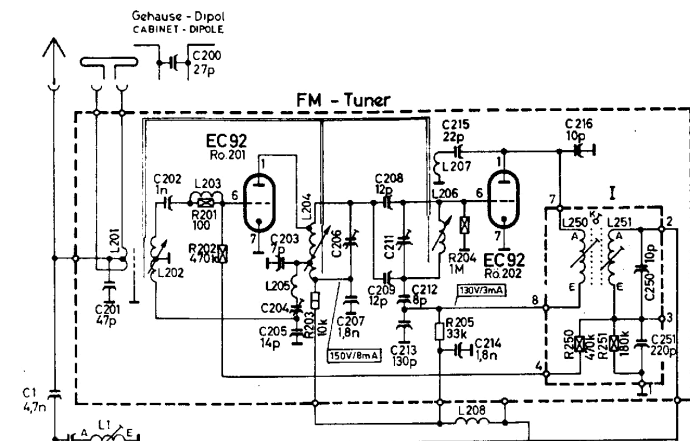 Gehause - Dipol
CABINET - DIPOLE
C200
27p
FM - Tuner
EC92
Ro.201
1
6
7
C202
1n
L203
R201
100
R202
470k
L201
L202
C201
47p
C203
7p
L204
L205
C204
C205
14p
R203
10k
C206
C207
1,8n
150V/8mA
C208
12p
C209
12p
C211
C212
8p
C213
130p
L206
R204
1M
C215
22p
L207
C216
10p
1
6
7
EC92
Ro.202
130V/3mA
R205
33k
C214
1,8n
L208
I
7
K
L250
L251
A
A
E
E
2
C250
10p
8
3
R250
470k
R251
180k
C251
220p
4
1
C1
4,7n
A
L1
E